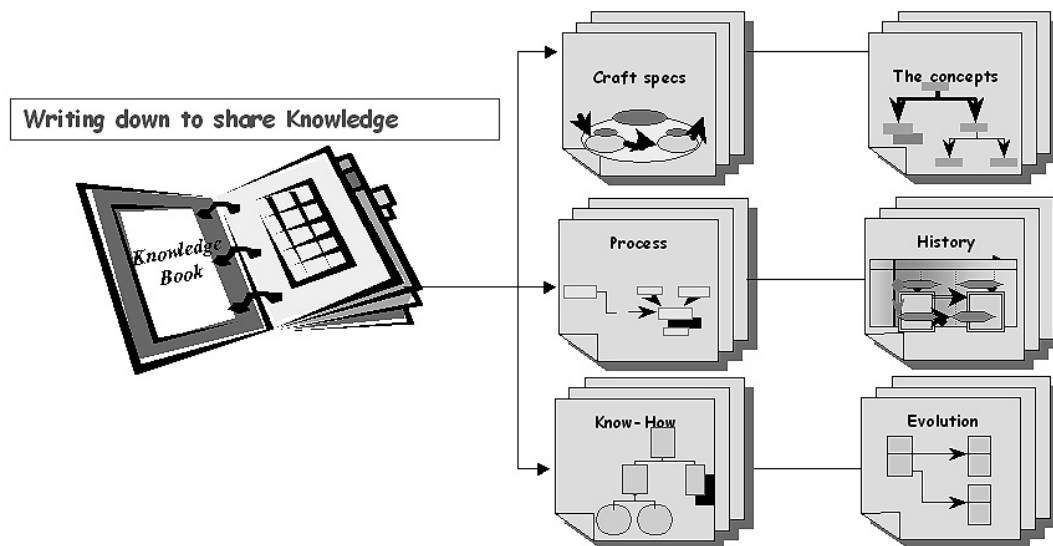 Writing down to share Knowledge
Knowledge
Book
Craft specs
The concepts
Process
History
Know-How
Evolution